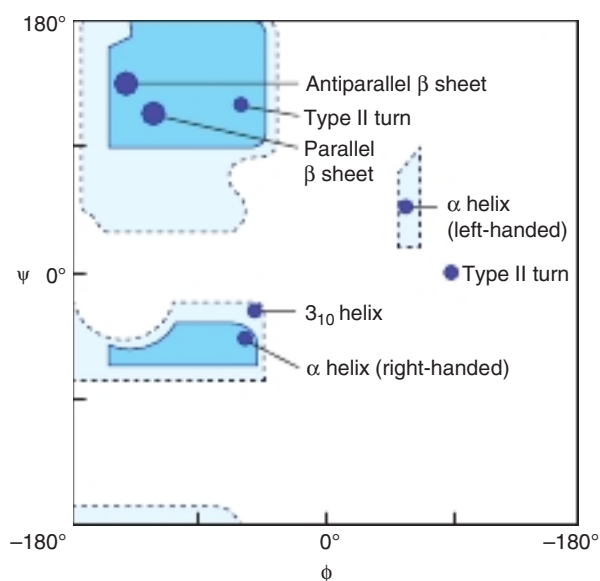 180°
Antiparallel β sheet
Type II turn
Parallel
β sheet
α helix
(left-handed)
ψ 0°
Type II turn
3₁₀ helix
α helix (right-handed)
–180°
0°
–180°
ϕ